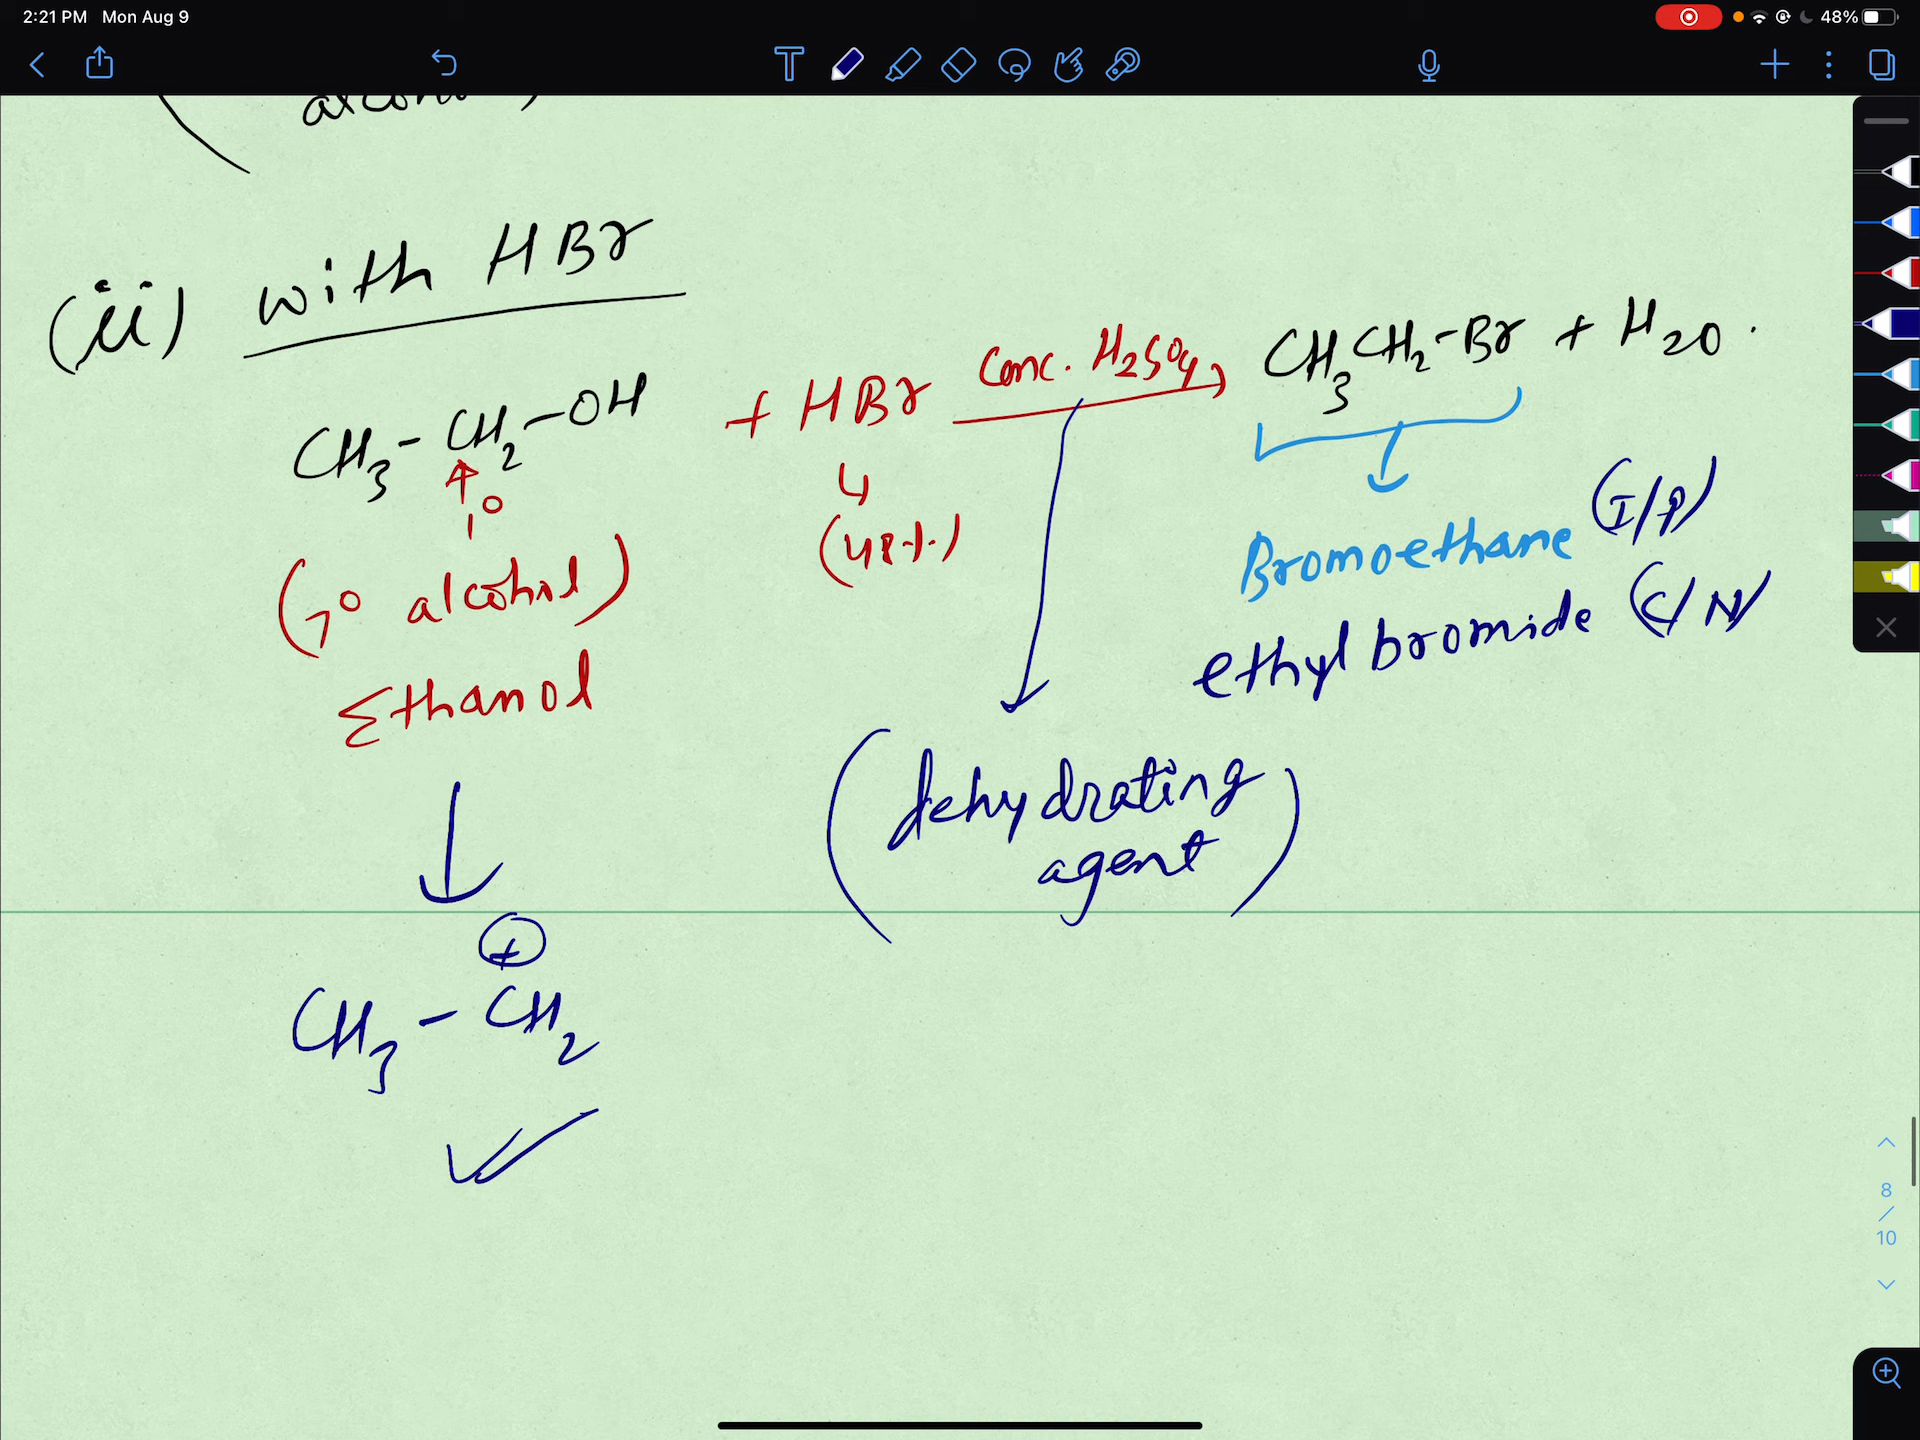 2:21 PM Mon Aug 9
48%
(ii) with HBr
CH3 - CH2 - OH + HBr Conc. H2SO4 CH3CH2-Br + H2O.
1°
(48%)
(1° alcohol)
Ethanol
Bromoethane (I/P)
ethyl bromide (C/N)
(dehydrating
agent)
+
CH3 - CH2
8
/
10